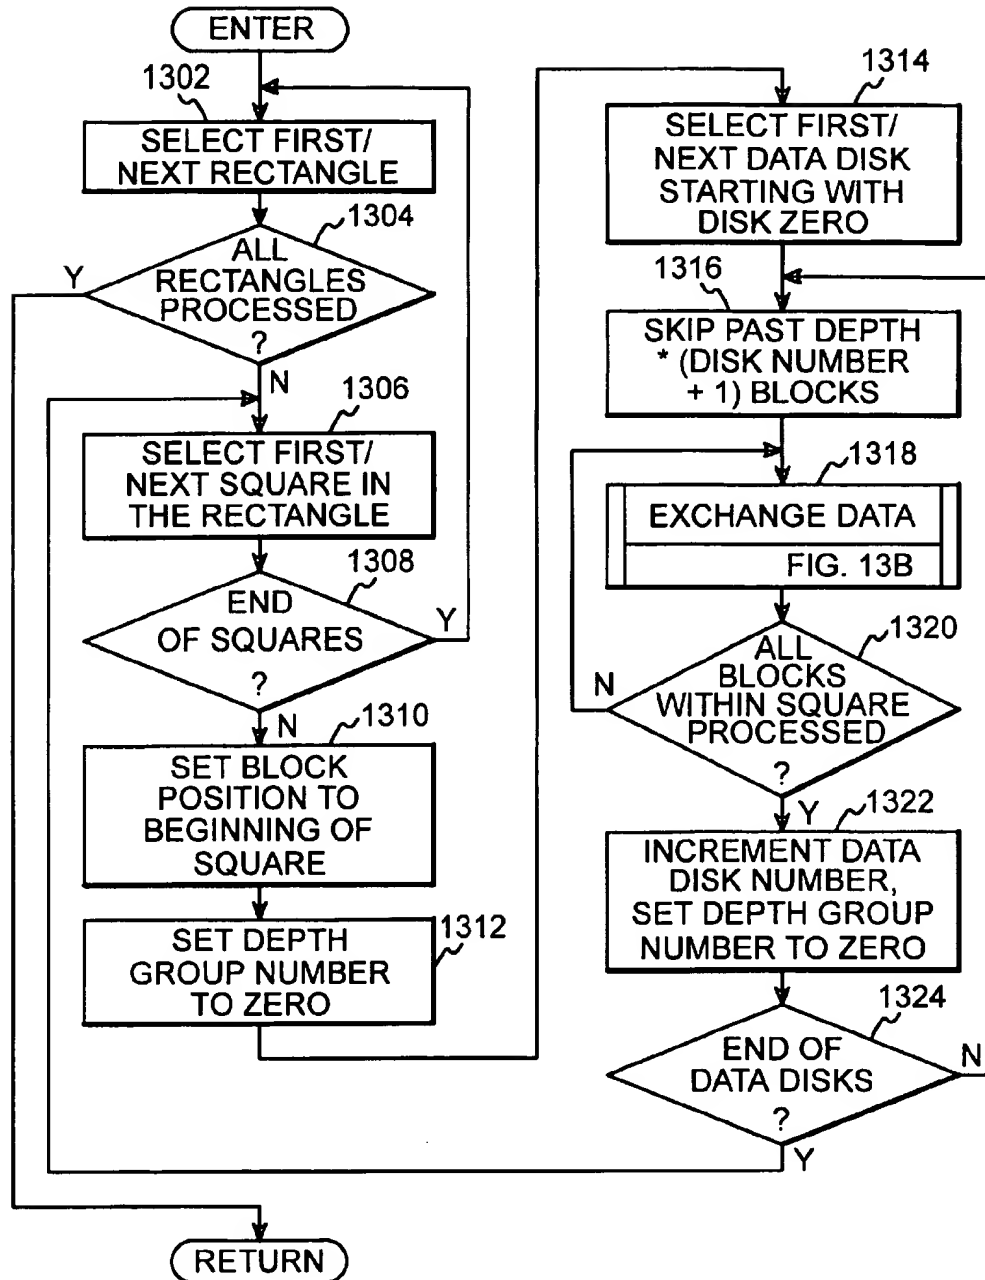 ENTER
1302
SELECT FIRST/
NEXT RECTANGLE
1304
ALL
RECTANGLES
PROCESSED
?
Y
N
1306
SELECT FIRST/
NEXT SQUARE IN
THE RECTANGLE
1308
END
OF SQUARES
?
Y
N
1310
SET BLOCK
POSITION TO
BEGINNING OF
SQUARE
1312
SET DEPTH
GROUP NUMBER
TO ZERO
1314
SELECT FIRST/
NEXT DATA DISK
STARTING WITH
DISK ZERO
1316
SKIP PAST DEPTH
* (DISK NUMBER
+ 1) BLOCKS
1318
EXCHANGE DATA
FIG. 13B
1320
ALL
BLOCKS
WITHIN SQUARE
PROCESSED
?
N
Y
1322
INCREMENT DATA
DISK NUMBER,
SET DEPTH GROUP
NUMBER TO ZERO
1324
END OF
DATA DISKS
?
N
Y
RETURN